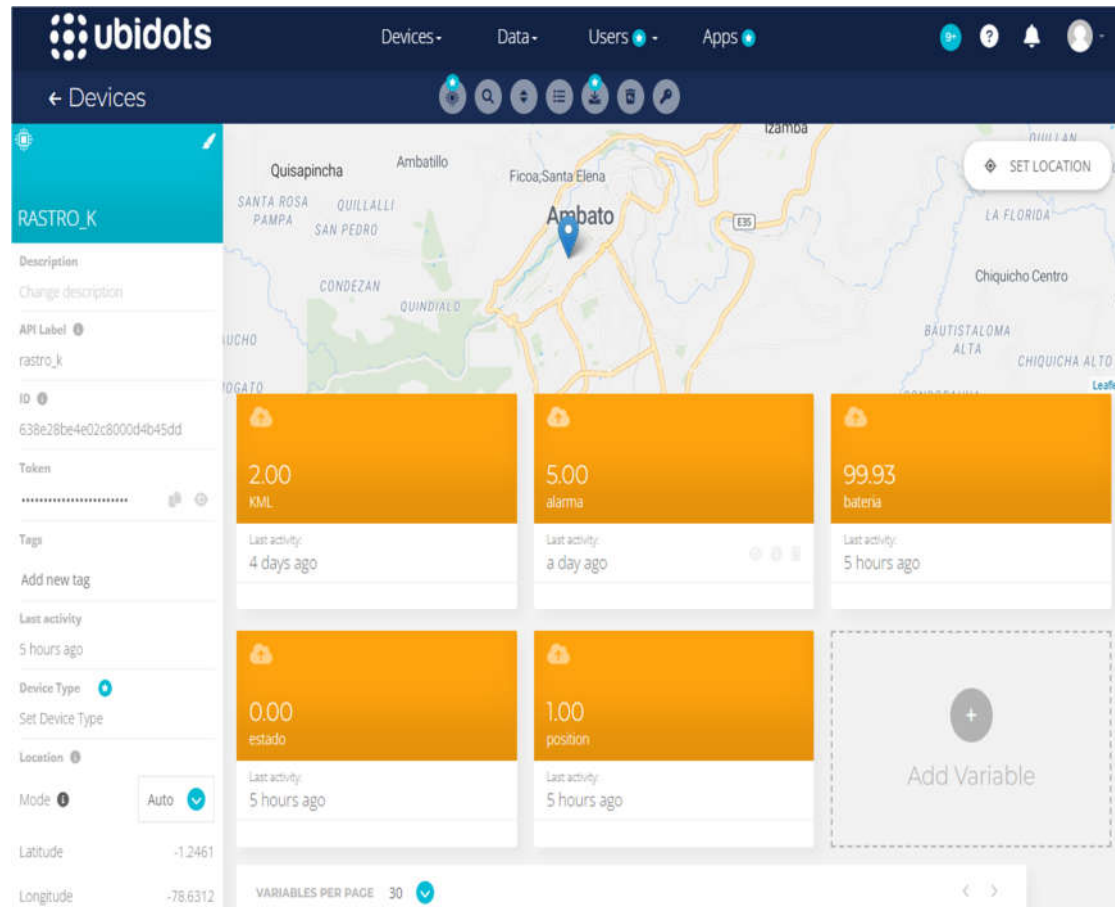 ubidots
Devices
Data
Users
Apps
9+
?
← Devices
RASTRO_K
Description
Change description
API Label
rastro_k
ID
638e28be4e02c8000d4b45dd
Token
Tags
Add new tag
Last activity
5 hours ago
Device Type
Set Device Type
Location
Mode
Auto
Latitude
-1.2461
Longitude
-78.6312
Izamba
Quisapincha
Ambatillo
Ficoa;Santa Elena
SANTA ROSA
PAMPA
QUILLALLI
SAN PEDRO
Ambato
E35
CONDEZAN
QUINDIALO
SET LOCATION
LA FLORIDA
Chiquicho Centro
BAUTISTALOMA
ALTA
CHIQUICHA ALTO
2.00
KML
Last activity:
4 days ago
5.00
alarma
Last activity:
a day ago
99.93
bateria
Last activity:
5 hours ago
0.00
estado
Last activity:
5 hours ago
1.00
position
Last activity:
5 hours ago
+
Add Variable
VARIABLES PER PAGE 30
< >